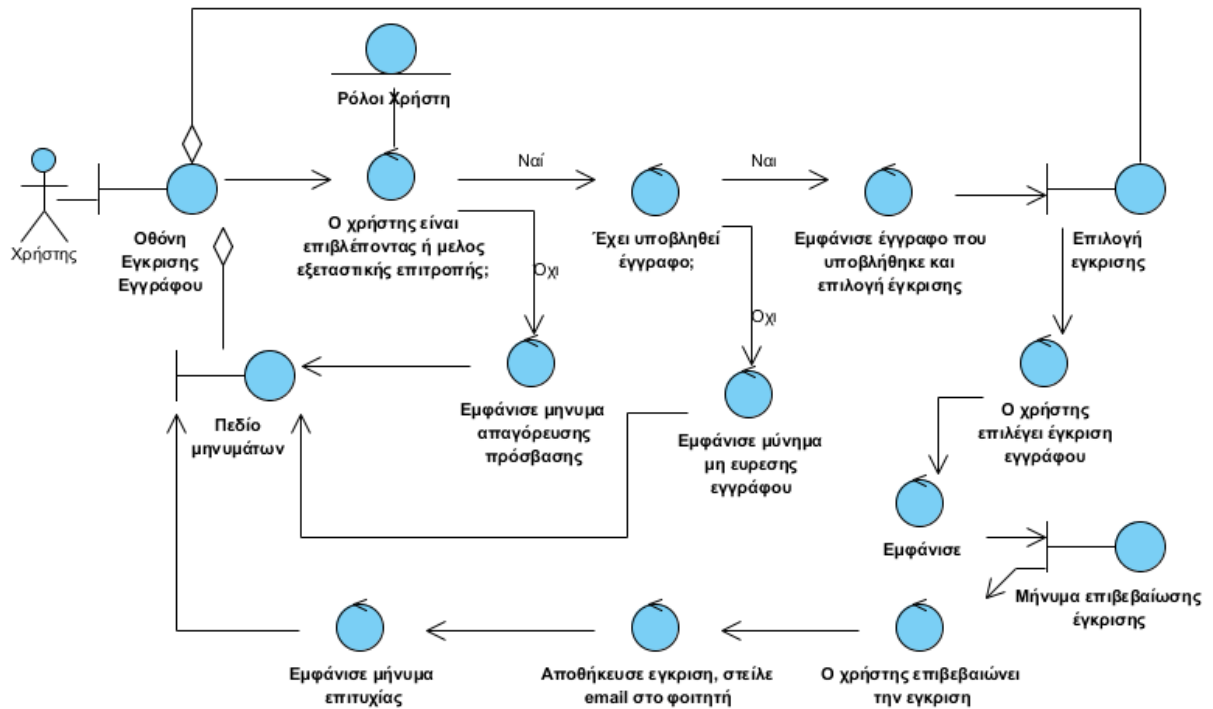 Ρόλοι Χρήστη
Ναί
Ναι
Χρήστης
Οθόνη
Εγκρισης
Εγγράφου
Ο χρήστης είναι
επιβλέποντας ή μελος
εξεταστικής επιτροπής;
Έχει υποβληθεί
έγγραφο;
Εμφάνισε έγγραφο που
υποβλήθηκε και
επιλογή έγκρισης
Επιλογή
εγκρισης
Οχι
Οχι
Πεδίο
μηνυμάτων
Εμφάνισε μηνυμα
απαγόρευσης
πρόσβασης
Εμφάνισε μύνημα
μη ευρεσης
εγγράφου
Ο χρήστης
επιλέγει έγκριση
εγγράφου
Εμφάνισε
Μήνυμα επιβεβαίωσης
έγκρισης
Εμφάνισε μήνυμα
επιτυχίας
Αποθήκευσε εγκριση, στείλε
email στο φοιτητή
Ο χρήστης επιβεβαιώνει
την εγκριση